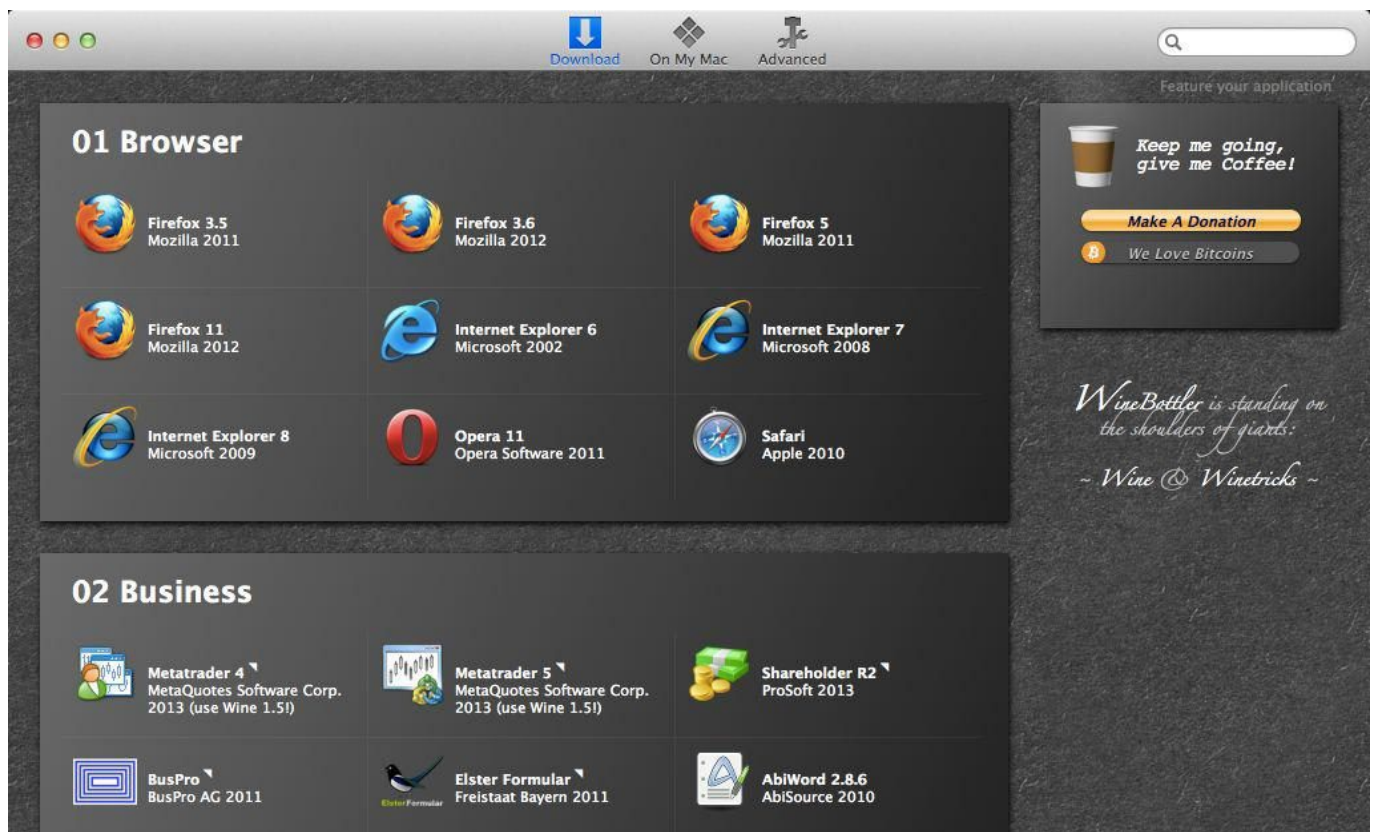 Download
On My Mac
Advanced
Feature your application
01 Browser
Firefox 3.5
Mozilla 2011
Firefox 3.6
Mozilla 2012
Firefox 5
Mozilla 2011
Firefox 11
Mozilla 2012
Internet Explorer 6
Microsoft 2002
Internet Explorer 7
Microsoft 2008
Internet Explorer 8
Microsoft 2009
Opera 11
Opera Software 2011
Safari
Apple 2010
Keep me going,
give me Coffee!
Make A Donation
We Love Bitcoins
WineBottler is standing on
the shoulders of giants:
~ Wine & Winetricks ~
02 Business
Metatrader 4
MetaQuotes Software Corp.
2013 (use Wine 1.5!)
Metatrader 5
MetaQuotes Software Corp.
2013 (use Wine 1.5!)
Shareholder R2
ProSoft 2013
BusPro
BusPro AG 2011
ElsterFormular
Elster Formular
Freistaat Bayern 2011
AbiWord 2.8.6
AbiSource 2010